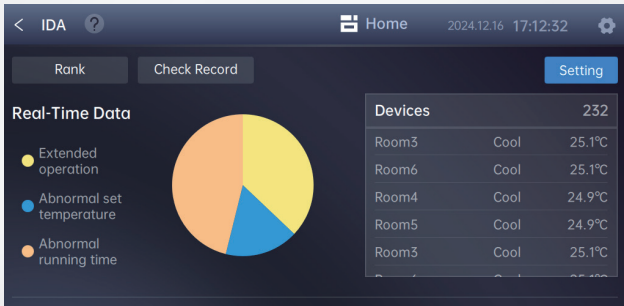 IDA
?
Home
2024.12.16 17:12:32
Rank
Check Record
Setting
Real-Time Data
Extended
operation
Abnormal set
temperature
Abnormal
running time
Devices 232
Room3 Cool 25.1℃
Room6 Cool 25.1℃
Room4 Cool 24.9℃
Room5 Cool 24.9℃
Room3 Cool 25.1℃